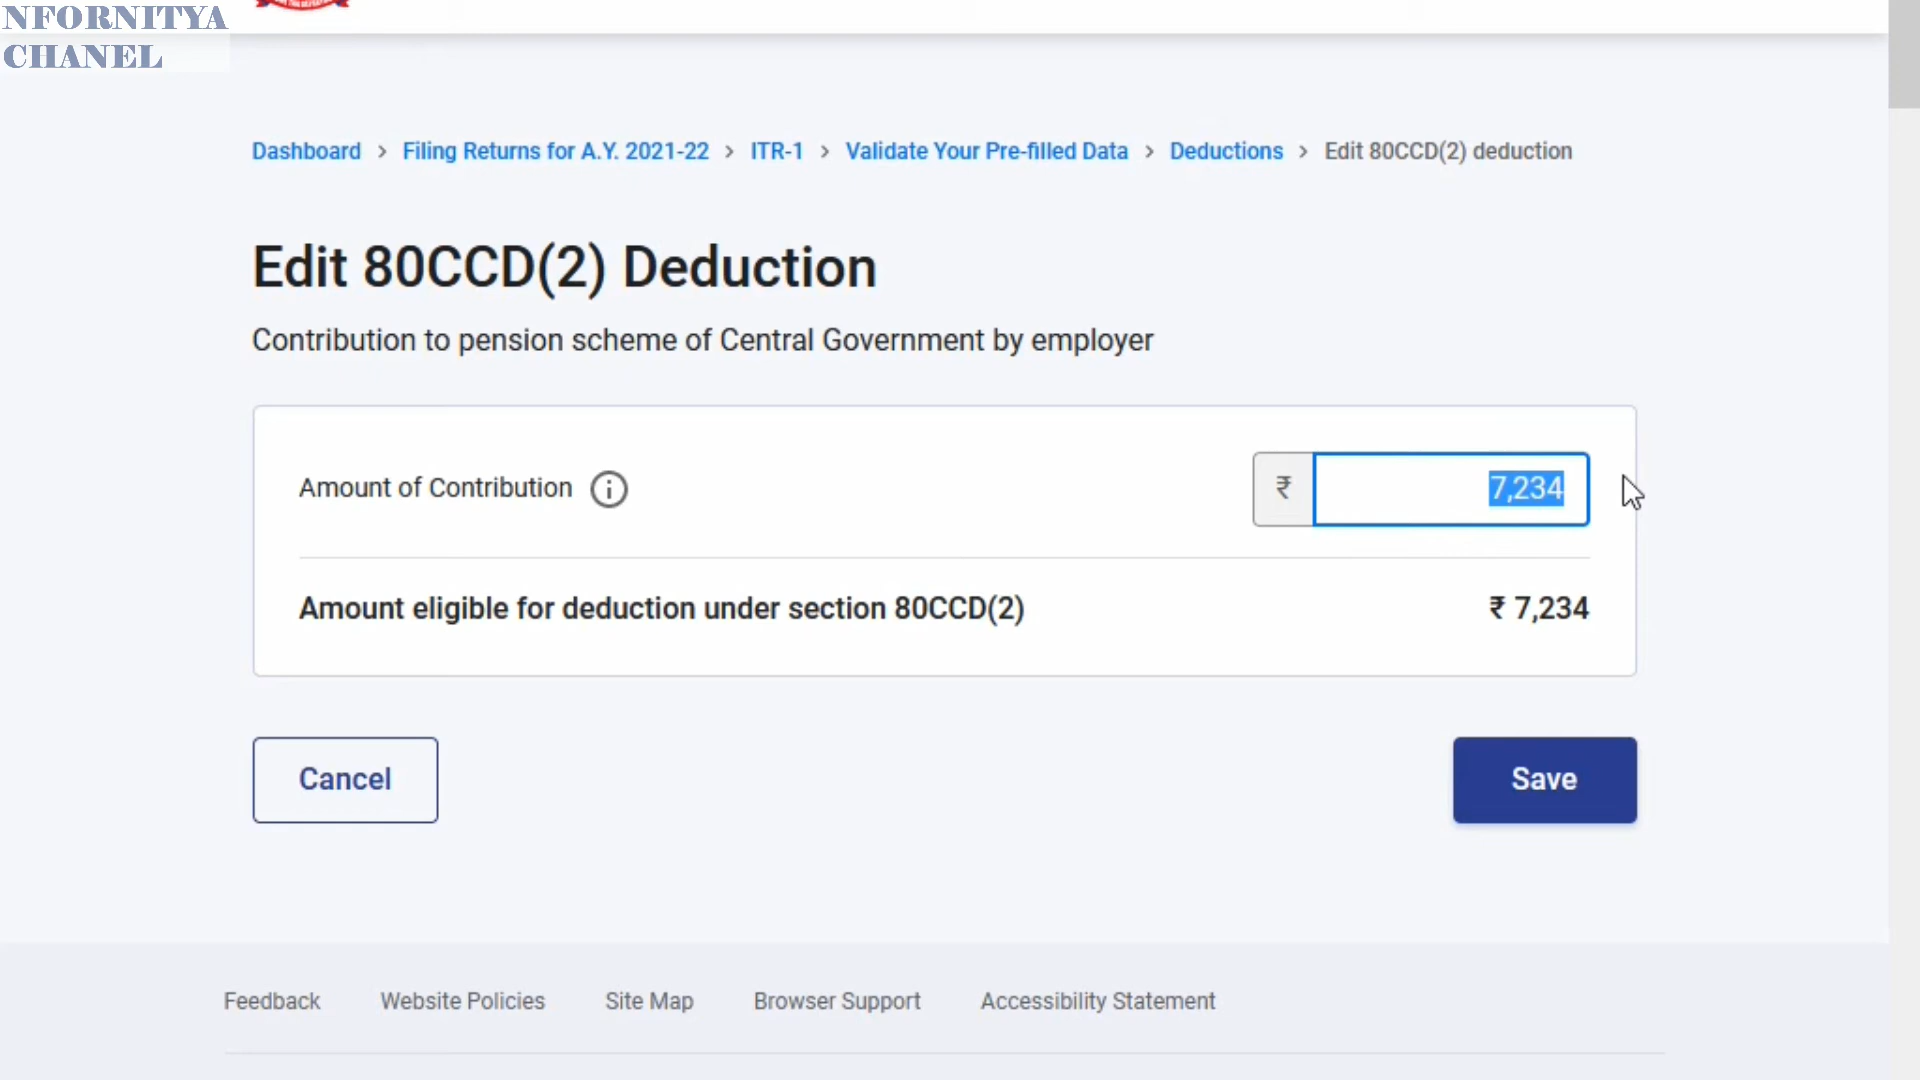 NFORNITYA
CHANEL
Dashboard > Filing Returns for A.Y. 2021-22 > ITR-1 > Validate Your Pre-filled Data > Deductions > Edit 80CCD(2) deduction
Edit 80CCD(2) Deduction
Contribution to pension scheme of Central Government by employer
Amount of Contribution ₹ 7,234
Amount eligible for deduction under section 80CCD(2) ₹ 7,234
Cancel Save
Feedback Website Policies Site Map Browser Support Accessibility Statement